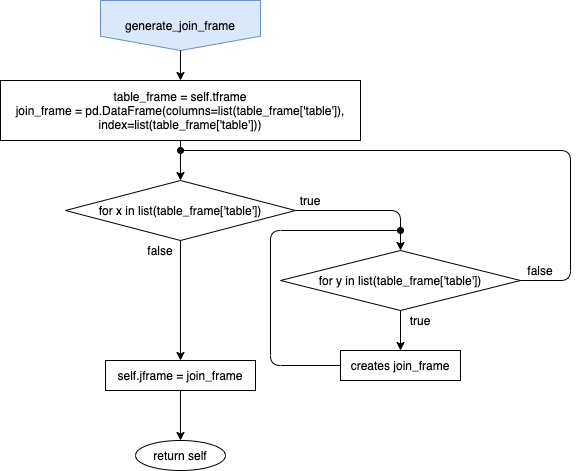 generate_join_frame
table_frame = self.tframe
join_frame = pd.DataFrame(columns=list(table_frame['table']),
index=list(table_frame['table']))
for x in list(table_frame['table'])
true
false
for y in list(table_frame['table'])
false
true
self.jframe = join_frame
creates join_frame
return self